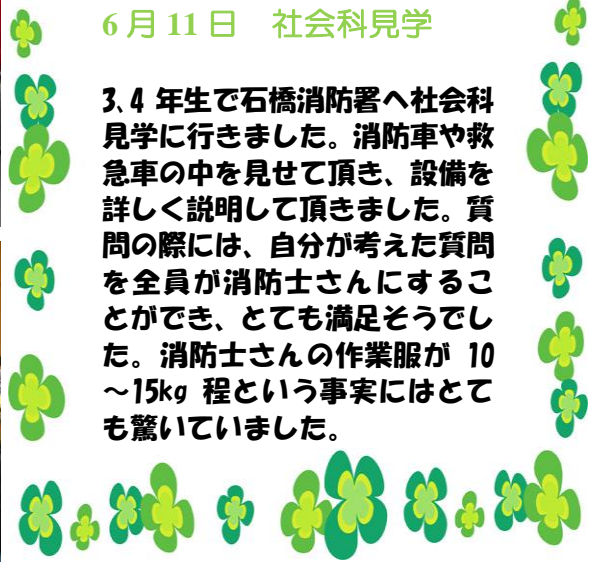 6月11日　社会科見学
3、4 年生で石橋消防署へ社会科
見学に行きました。消防車や救
急車の中を見せて頂き、設備を
詳しく説明して頂きました。質
問の際には、自分が考えた質問
を全員が消防士さんにするこ
とができ、とても満足そうでし
た。消防士さんの作業服が 10
～15kg 程という事実にはとて
も驚いていました。